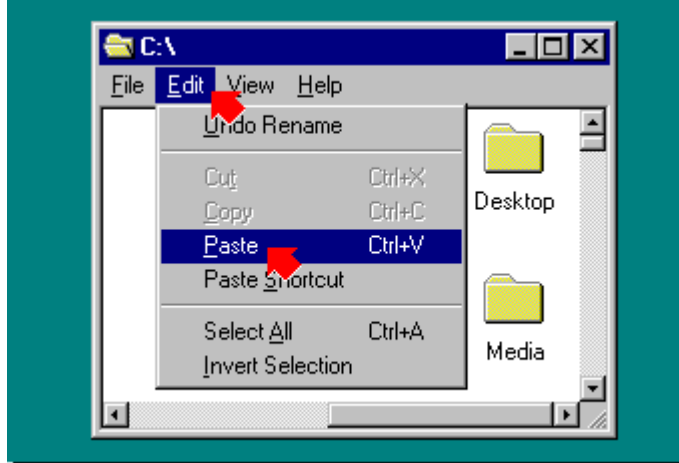 C:\
File Edit View Help
Undo Rename
Cut Ctrl+X
Copy Ctrl+C
Paste Ctrl+V
Paste Shortcut
Select All Ctrl+A
Invert Selection
Desktop
Media